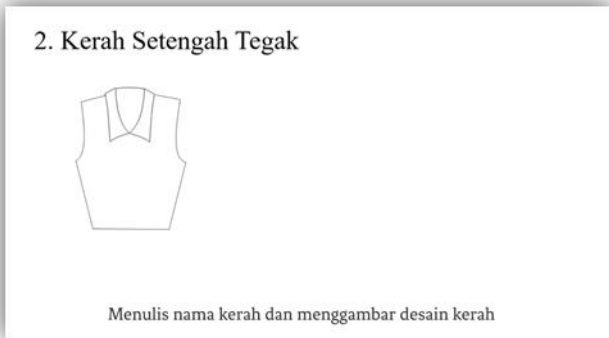 2. Kerah Setengah Tegak
Menulis nama kerah dan menggambar desain kerah